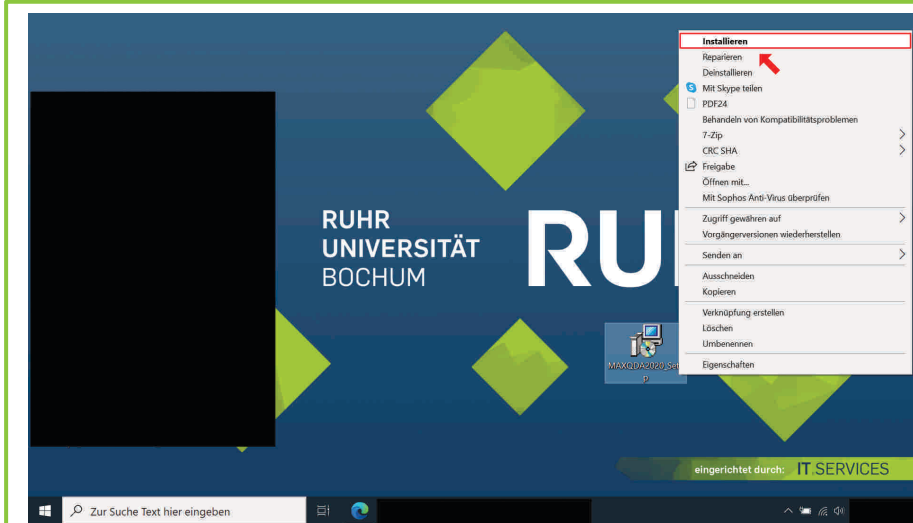 Installieren
Reparieren
Deinstallieren
Mit Skype teilen
PDF24
Behandeln von Kompatibilitätsproblemen
7-Zip
CRC SHA
Freigabe
Öffnen mit...
Mit Sophos Anti-Virus überprüfen
Zugriff gewähren auf
Vorgängerversionen wiederherstellen
Senden an
Ausschneiden
Kopieren
Verknüpfung erstellen
Löschen
Umbenennen
Eigenschaften
RUHR
UNIVERSITÄT
BOCHUM
RU
MAXQDA2020_Set
p
eingerichtet durch: IT.SERVICES
Zur Suche Text hier eingeben